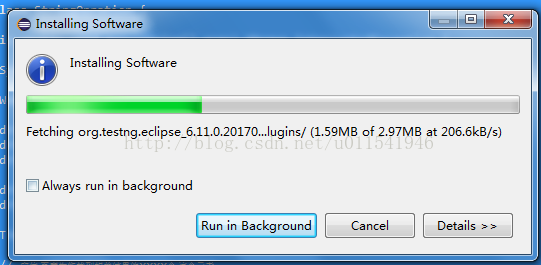 Installing Software
Installing Software
Fetching org.testng.eclipse_6.11.0.20170...lugins/ (1.59MB of 2.97MB at 206.6kB/s)
http://blog.csdn.net/u011541946
Always run in background
Run in Background
Cancel
Details >>